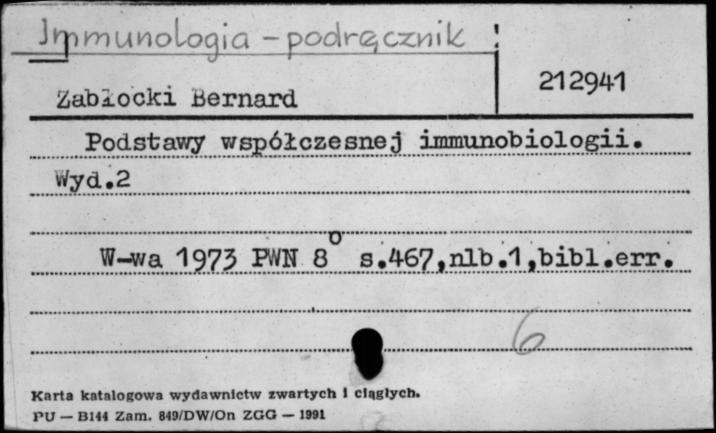 Immunologia - podręcznik
212941
Zabłocki Bernard
Podstawy współczesnej immunobiologii.
Wyd.2
W-wa 1973 PWN 8° s.467,nlb.1,bibl.err.
6
Karta katalogowa wydawnictw zwartych i ciągłych.
PU — B144 Zam. 849/DW/On ZGG — 1991